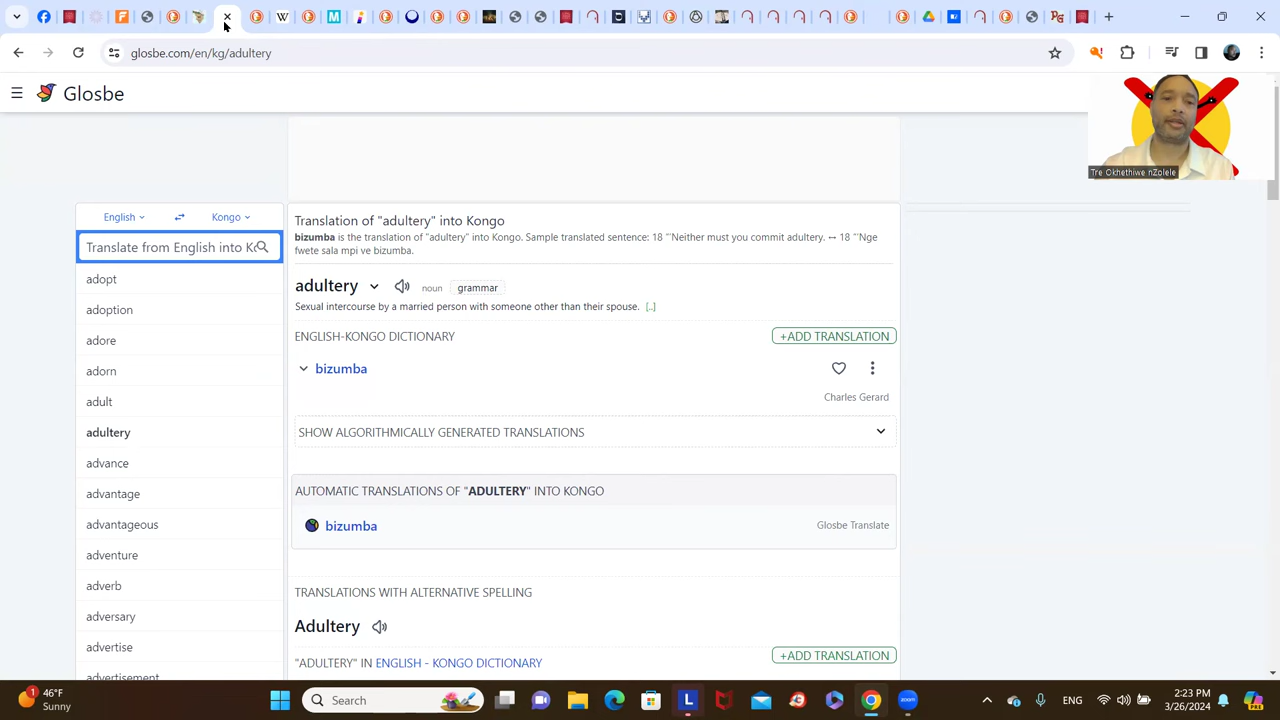 glosbe.com/en/kg/adultery
Glosbe
Tre Okhethiwe nZolele
English
Kongo
Translate from English into Ko
adopt
adoption
adore
adorn
adult
adultery
advance
advantage
advantageous
adventure
adverb
adversary
advertise
advertisement
Translation of "adultery" into Kongo
bizumba is the translation of "adultery" into Kongo. Sample translated sentence: 18 "'Neither must you commit adultery. ↔ 18 "'Nge
fwete sala mpi ve bizumba.
adultery noun grammar
Sexual intercourse by a married person with someone other than their spouse. [..]
ENGLISH-KONGO DICTIONARY +ADD TRANSLATION
bizumba
Charles Gerard
SHOW ALGORITHMICALLY GENERATED TRANSLATIONS
AUTOMATIC TRANSLATIONS OF "ADULTERY" INTO KONGO
bizumba Glosbe Translate
TRANSLATIONS WITH ALTERNATIVE SPELLING
Adultery
"ADULTERY" IN ENGLISH - KONGO DICTIONARY +ADD TRANSLATION
1 46°F
Sunny
Search
zoom
ENG
2:23 PM
3/26/2024